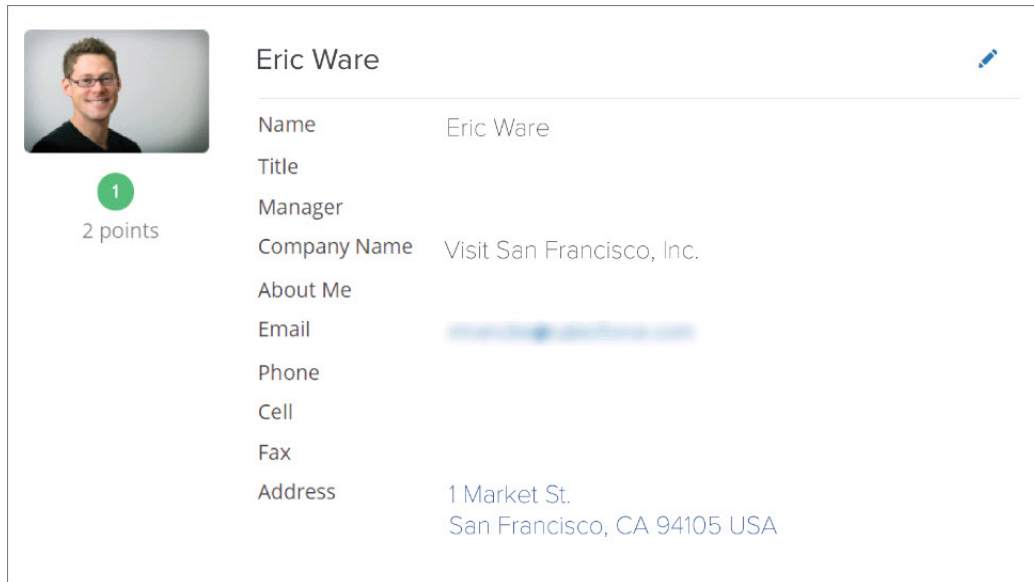 Eric Ware
1
2 points
Name Eric Ware
Title
Manager
Company Name Visit San Francisco, Inc.
About Me
Email
Phone
Cell
Fax
Address 1 Market St.
San Francisco, CA 94105 USA